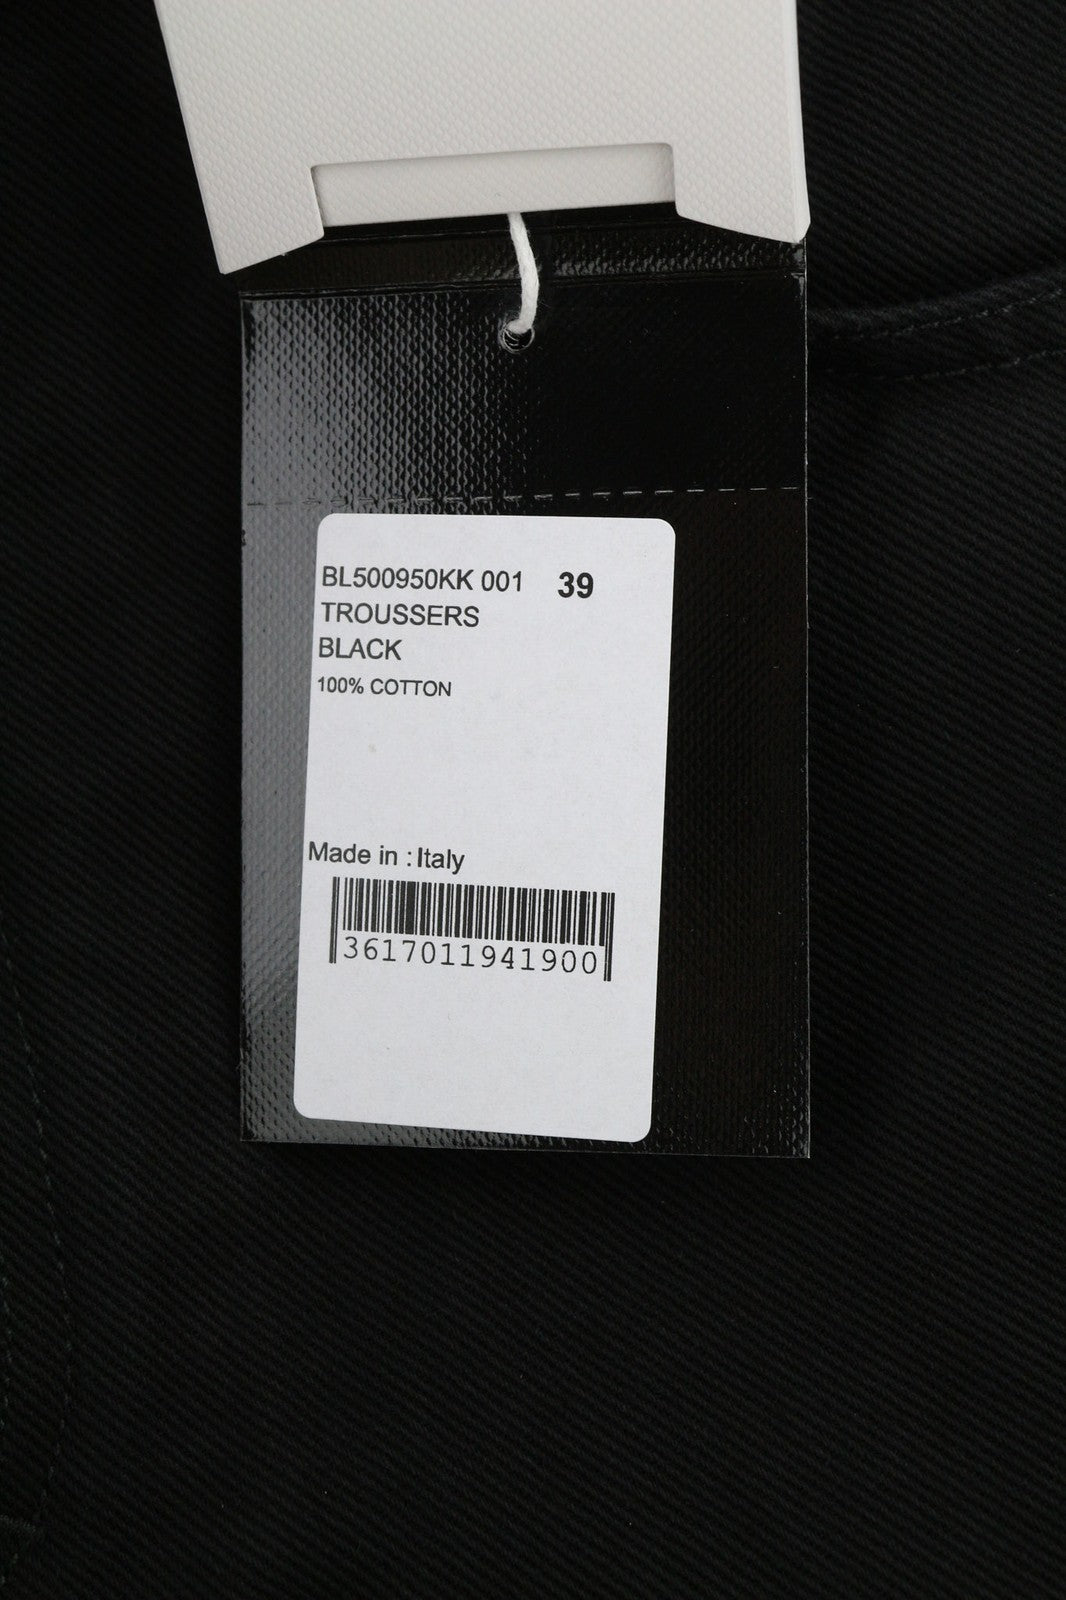 BL500950KK 001 39
TROUSSERS
BLACK
100% COTTON
Made in : Italy
3617011941900